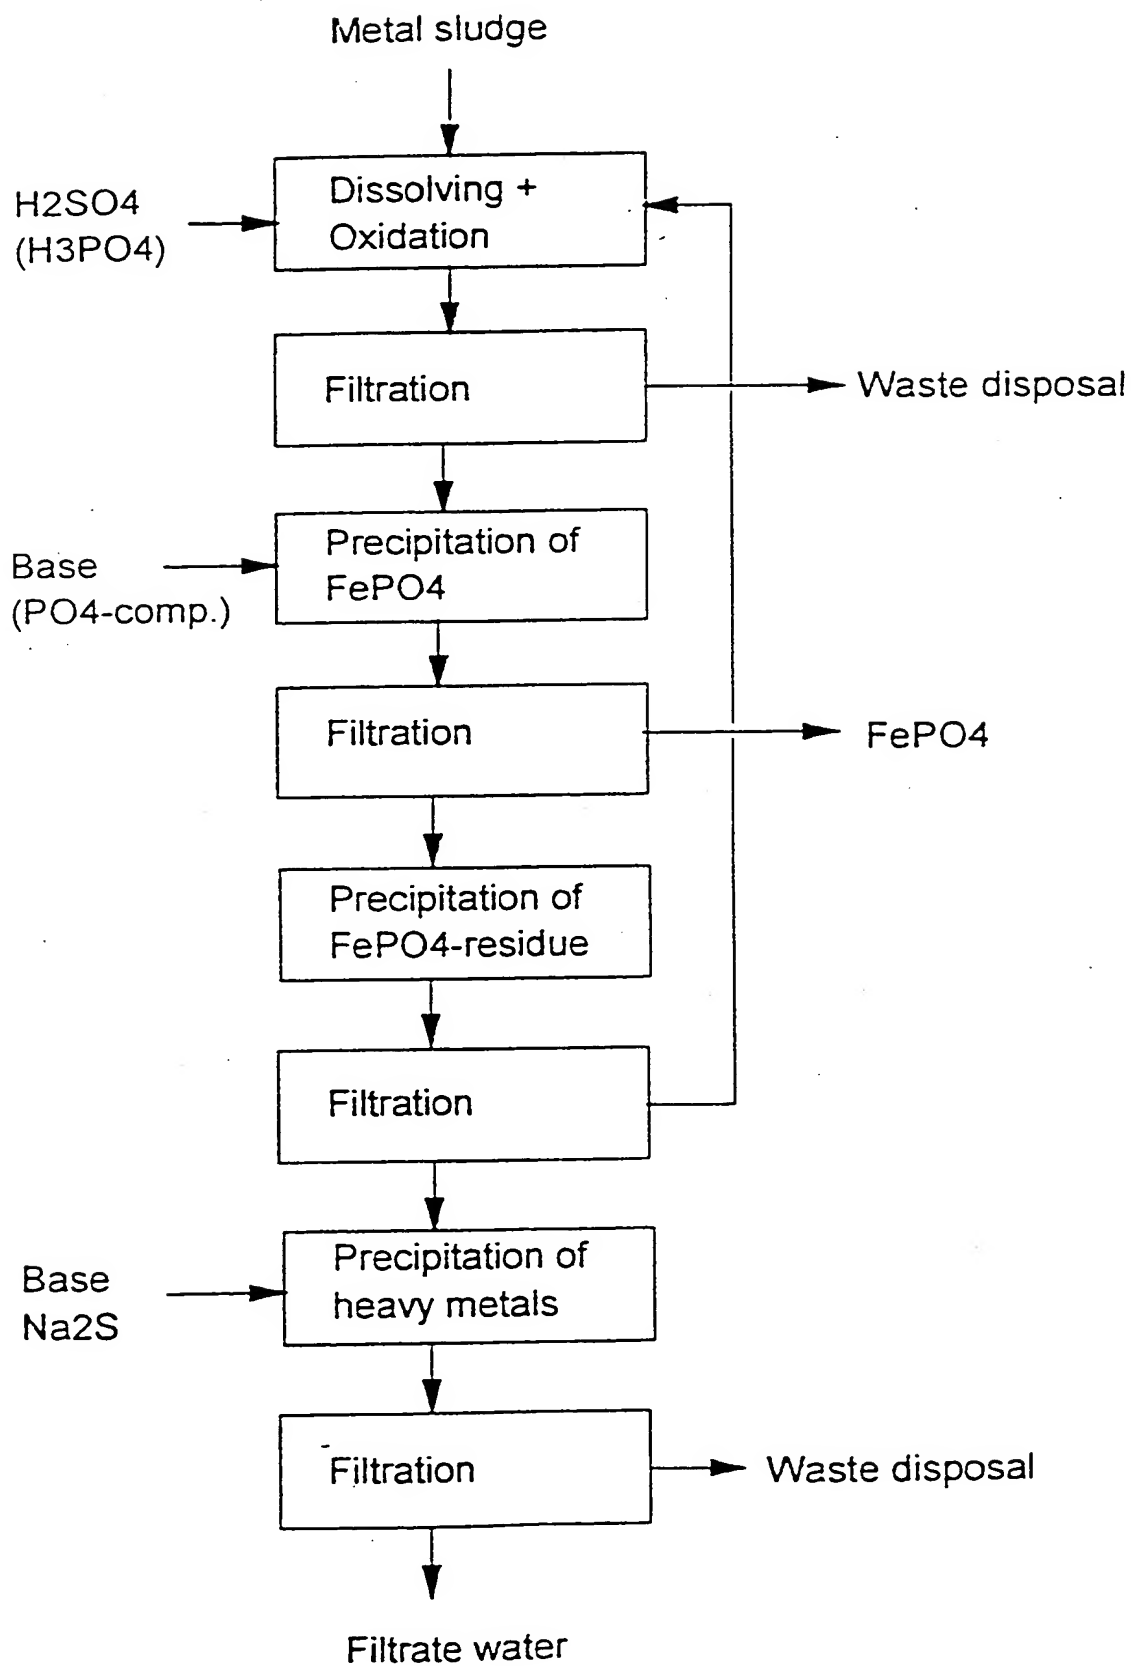 Metal sludge
H2SO4
(H3PO4)
Dissolving +
Oxidation
Filtration
Waste disposal
Base
(PO4-comp.)
Precipitation of
FePO4
Filtration
FePO4
Precipitation of
FePO4-residue
Filtration
Base
Na2S
Precipitation of
heavy metals
Filtration
Waste disposal
Filtrate water